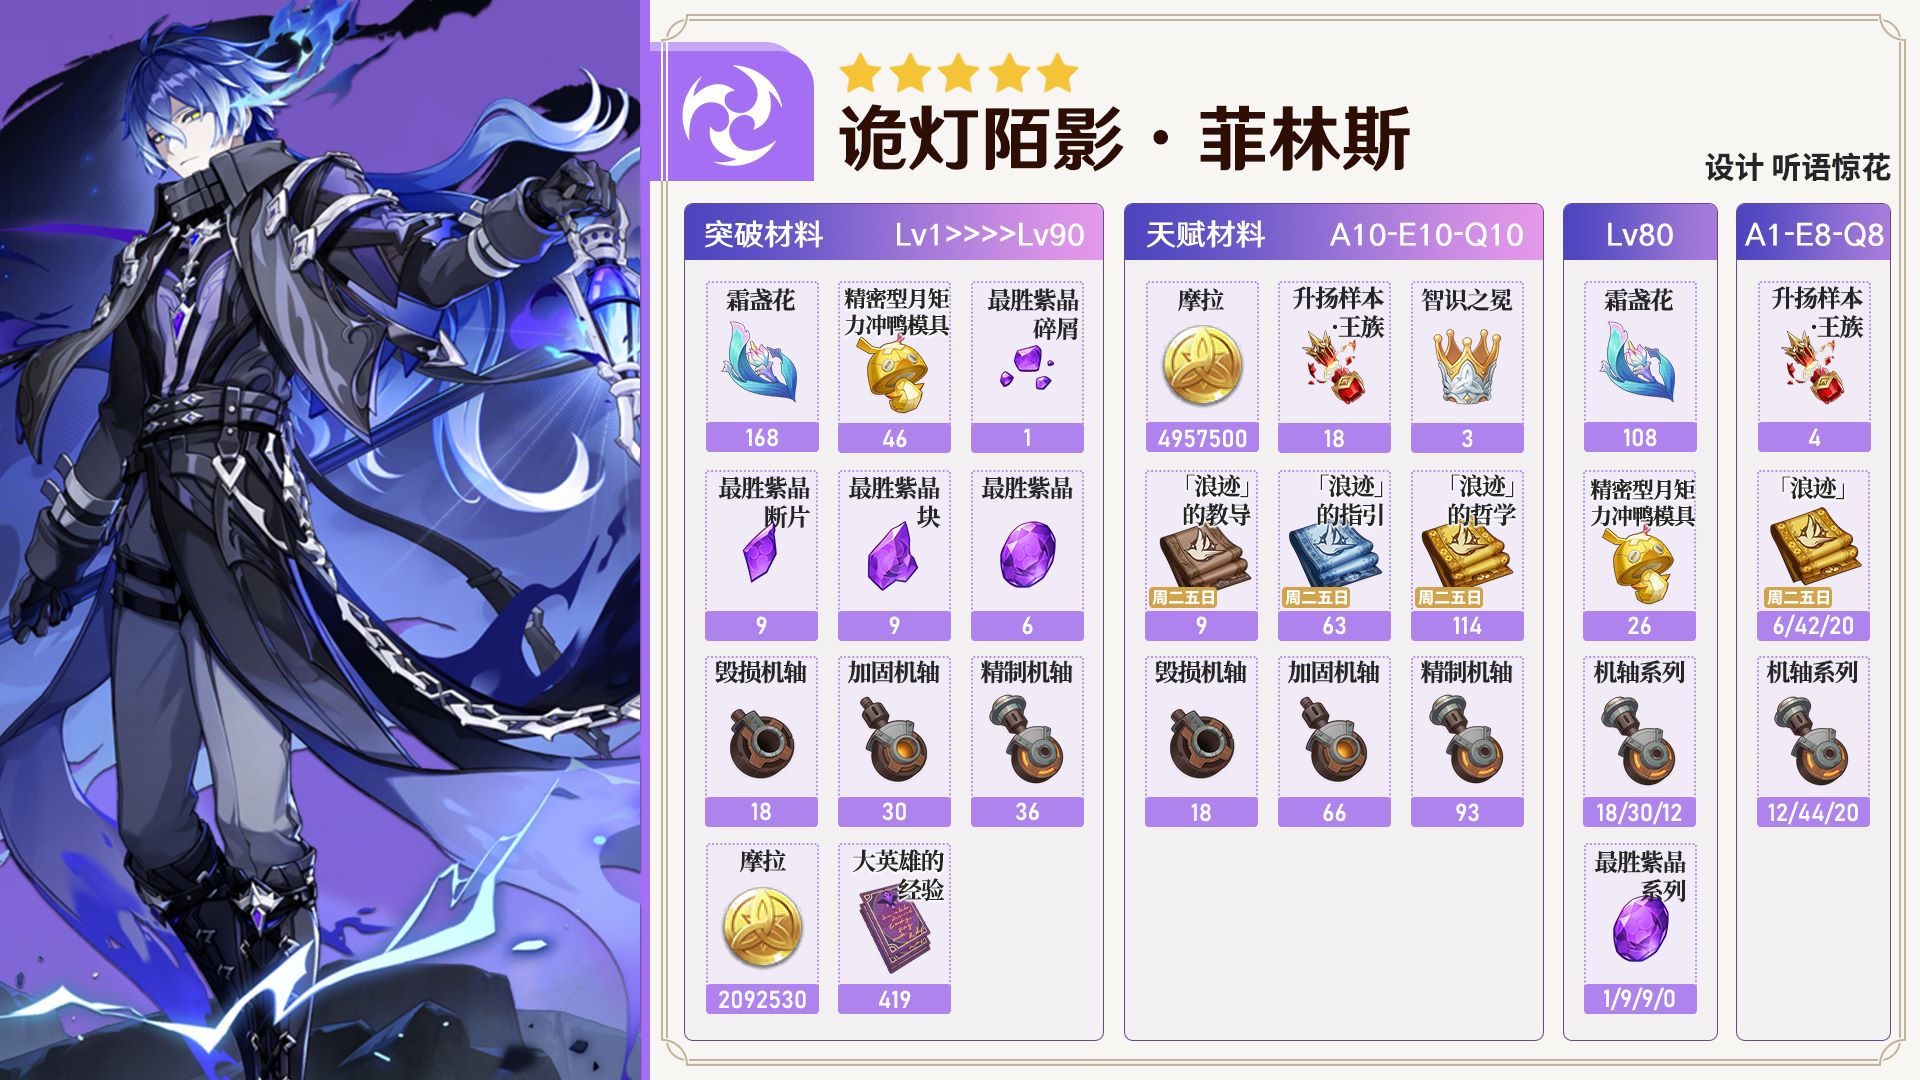 诡灯陌影·菲林斯
设计 听语惊花
突破材料 Lv1>>>>Lv90
霜盏花
168
精密型月矩
力冲鸭模具
46
最胜紫晶
碎屑
1
最胜紫晶
断片
9
最胜紫晶
块
9
最胜紫晶
6
毁损机轴
18
加固机轴
30
精制机轴
36
摩拉
2092530
大英雄的
经验
419
天赋材料 A10-E10-Q10
摩拉
4957500
升扬样本
·王族
18
智识之冕
3
「浪迹」
的教导
周二五日
9
「浪迹」
的指引
周二五日
63
「浪迹」
的哲学
周二五日
114
毁损机轴
18
加固机轴
66
精制机轴
93
Lv80
霜盏花
108
精密型月矩
力冲鸭模具
26
机轴系列
18/30/12
最胜紫晶
系列
1/9/9/0
A1-E8-Q8
升扬样本
·王族
4
「浪迹」
周二五日
6/42/20
机轴系列
12/44/20